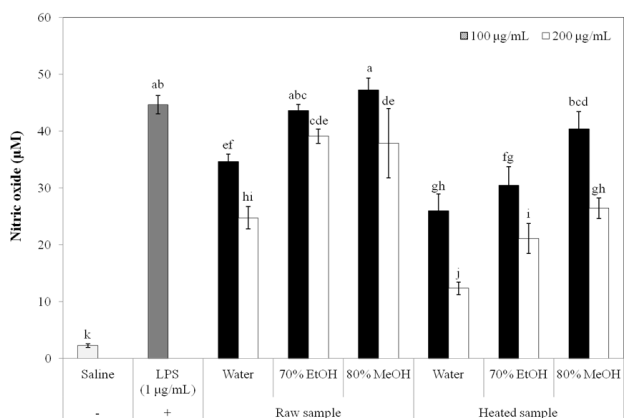 60
50
40
30
20
10
0
Nitric oxide (µM)
100 µg/mL 200 µg/mL
k
ab
ef
hi
abc
cde
a
de
gh
j
fg
i
bcd
gh
Saline LPS (1 µg/mL) Water 70% EtOH 80% MeOH Water 70% EtOH 80% MeOH
- + Raw sample Heated sample